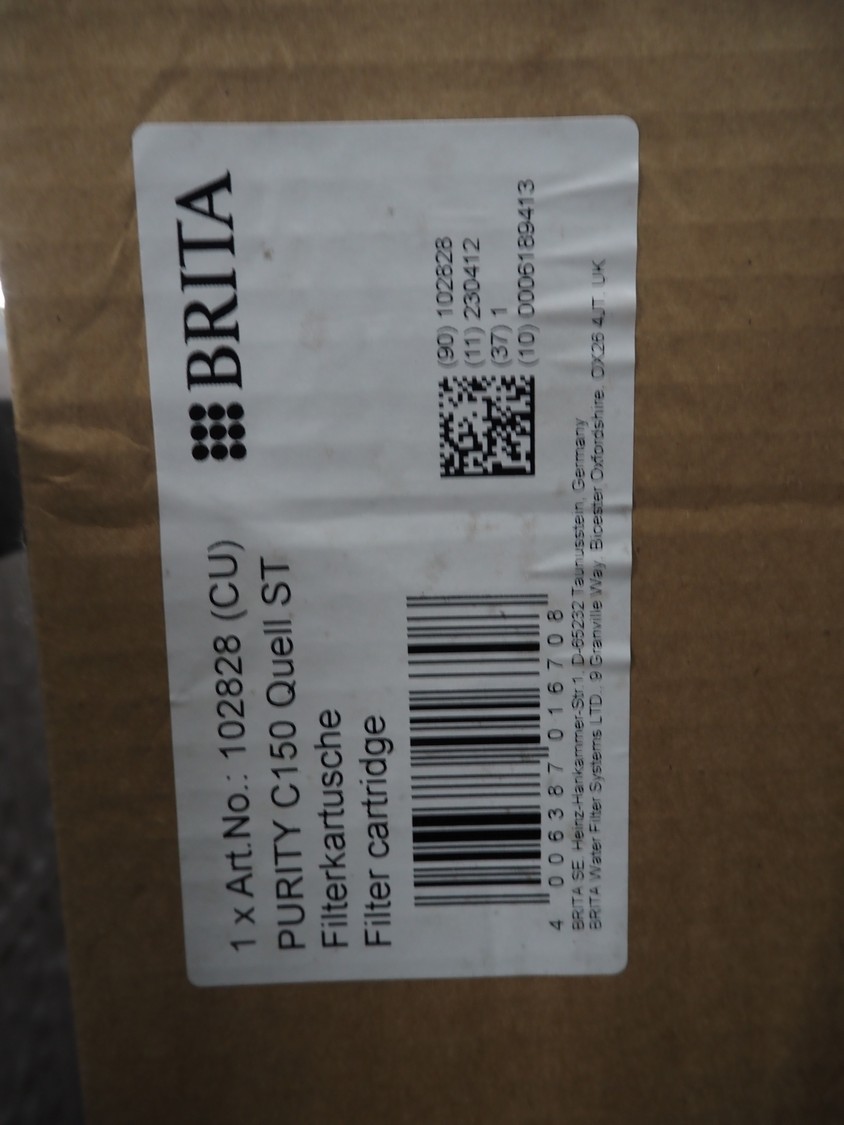 BRITA
1 x Art.No.: 102828 (CU)
PURITY C150 Quell ST
Filterkartusche
Filter cartridge
(90) 102828
(11) 230412
(37) 1
(10) 0006189413
4 006387 016708
BRITA SE, Heinz-Hankammer-Str.1, D-65232 Taunusstein, Germany
BRITA Water Filter Systems LTD., 9 Granville Way, Bicester, Oxfordshire, OX26 4JT, UK